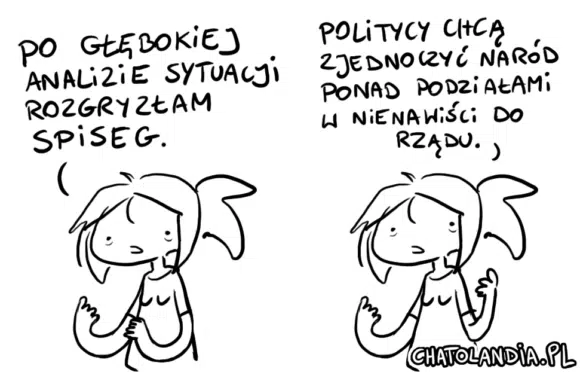 PO GŁĘBOKIEJ
ANALIZIE SYTUACJI
ROZGRYZŁAM
SPISEG.
POLITYCY CHCĄ
ZJEDNOCZYĆ NARÓD
PONAD PODZIAŁAMI
W NIENAWIŚCI DO
RZĄDU.
CHATOLANDIA.PL